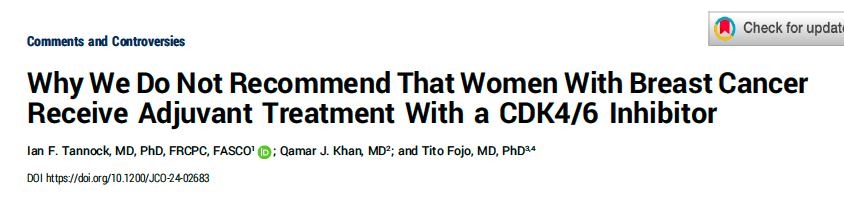 Check for update
Comments and Controversies
Why We Do Not Recommend That Women With Breast Cancer
Receive Adjuvant Treatment With a CDK4/6 Inhibitor
Ian F. Tannock, MD, PhD, FRCPC, FASCO¹ iD ; Qamar J. Khan, MD²; and Tito Fojo, MD, PhD³,⁴
DOI https://doi.org/10.1200/JCO-24-02683